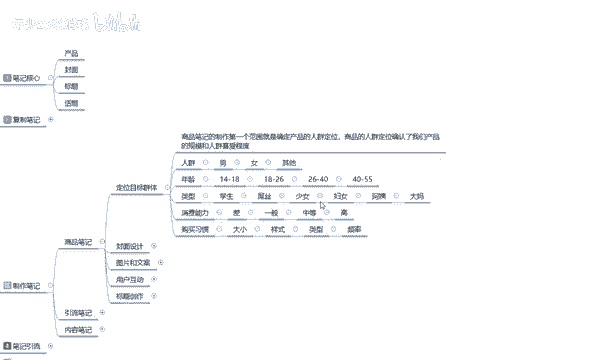 bilibili
产品
封面
笔记核心
标题
话题
复制笔记
商品笔记的制作第一个范围就是确定产品的人群定位，商品的人群定位确认了我们产品
的规模和人群喜爱程度
人群 男 女 其他
年龄 14-18 18-26 26-40 40-55
定位目标群体
类型 学生 屌丝 少女 妇女 阿姨 大妈
消费能力 差 一般 中等 高
购买习惯 大小 样式 类型 频率
商品笔记
封面设计
图片和文案
制作笔记
用户互动
标题创作
引流笔记
内容笔记
4 笔记引流